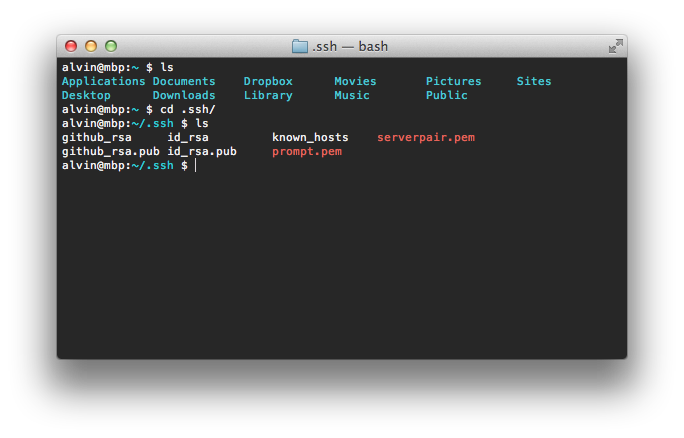 .ssh — bash
alvin@mbp:~ $ ls
Applications Documents    Dropbox      Movies       Pictures     Sites
Desktop      Downloads    Library      Music        Public
alvin@mbp:~ $ cd .ssh/
alvin@mbp:~/.ssh $ ls
github_rsa     id_rsa         known_hosts    serverpair.pem
github_rsa.pub id_rsa.pub     prompt.pem
alvin@mbp:~/.ssh $